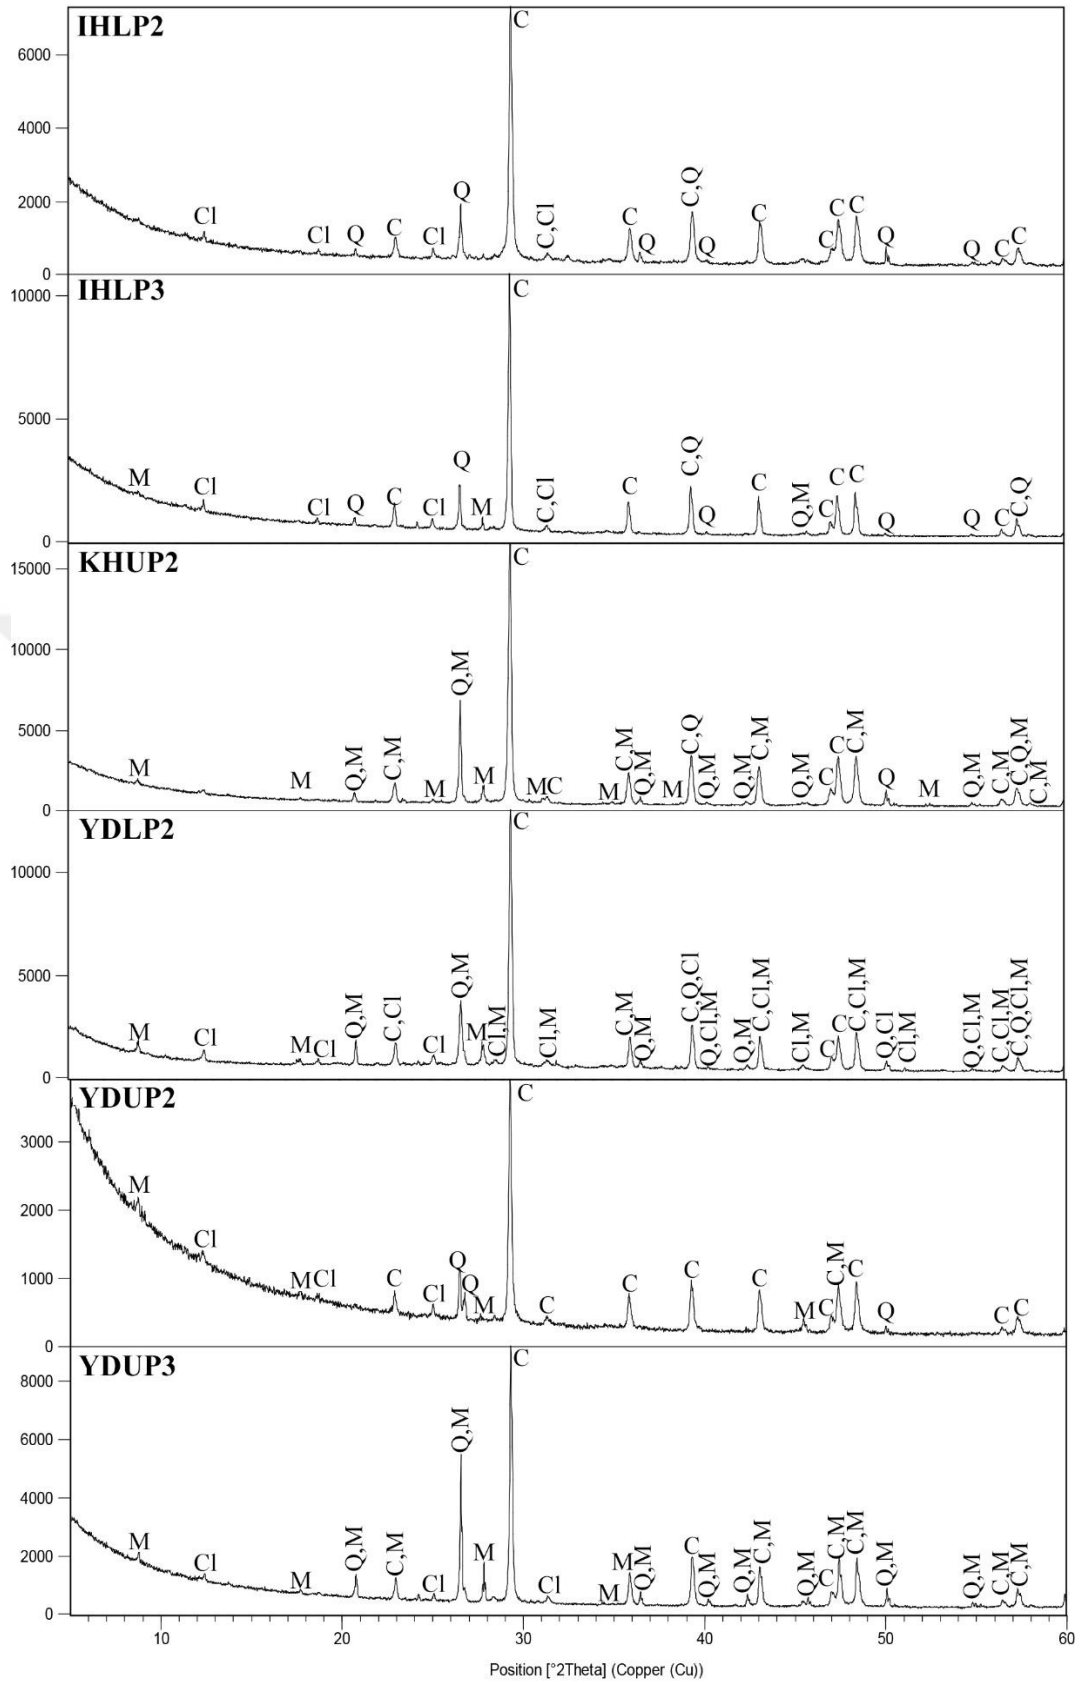 IHLP2
6000
4000
2000
0
Cl
Cl
Q
C
Cl
Q
C
C,Cl
C
Q
C,Q
Q
C
C
C
C
Q
Q
C
C
IHLP3
10000
5000
0
M
Cl
Cl
Q
C
Cl
Q
M
C
C,Cl
C
C,Q
Q
C
Q,M
C
C
C
Q
Q
C
C,Q
KHUP2
15000
10000
5000
0
M
M
Q,M
C,M
M
Q,M
M
C
M
C
M
C,M
Q,M
M
C,Q
Q,M
Q,M
C,M
Q,M
C
C
C,M
Q
M
Q,M
C,M
C,Q,M
C,M
YDLP2
10000
5000
0
M
Cl
M
Cl
Q,M
C,Cl
Cl
Q,M
M
Cl,M
C
Cl,M
C,M
Q,M
C,Q,Cl
Q,Cl,M
Q,M
C,Cl,M
Cl,M
C
C
C,Cl,M
Q,Cl
Cl,M
Q,Cl,M
C,Cl,M
C,Q,Cl,M
YDUP2
3000
2000
1000
0
M
Cl
M
Cl
C
Cl
Q
Q
M
C
C
C
C
C
M
C
C,M
C
Q
C
C
YDUP3
8000
6000
4000
2000
0
M
Cl
M
Q,M
C,M
Cl
Q,M
M
C
Cl
M
M
Q,M
C
Q,M
Q,M
C,M
Q,M
C
C,M
C,M
Q,M
Q,M
C,M
C,M
10 20 30 40 50 60
Position [°2Theta] (Copper (Cu))